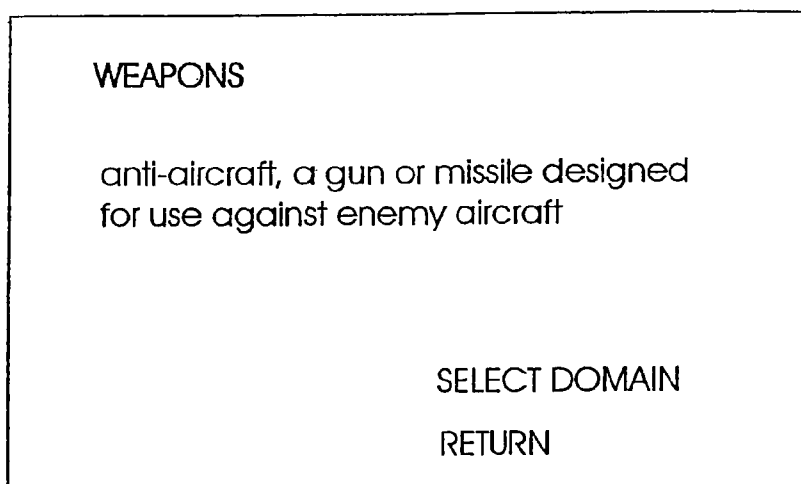 WEAPONS
anti-aircraft, a gun or missile designed
for use against enemy aircraft
SELECT DOMAIN
RETURN